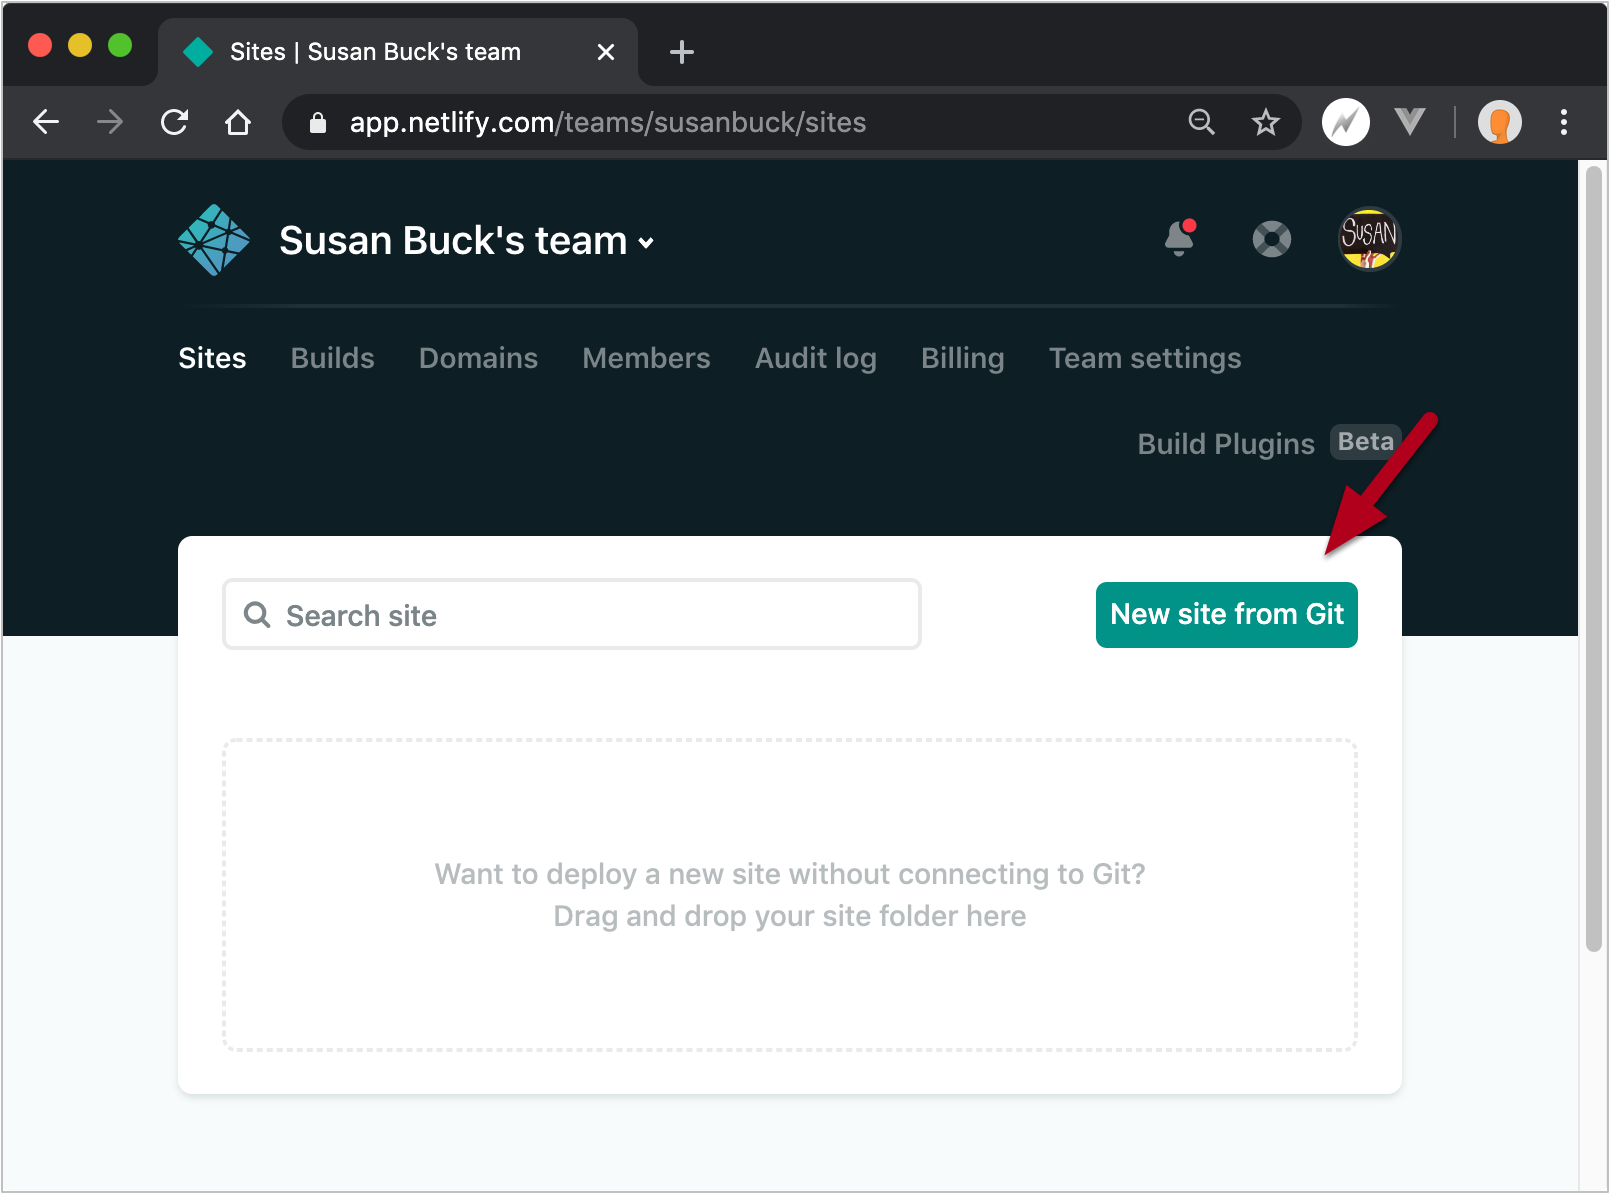 Sites | Susan Buck's team
app.netlify.com/teams/susanbuck/sites
Susan Buck's team
SUSAN
Sites Builds Domains Members Audit log Billing Team settings
Build Plugins Beta
Search site
New site from Git
Want to deploy a new site without connecting to Git?
Drag and drop your site folder here